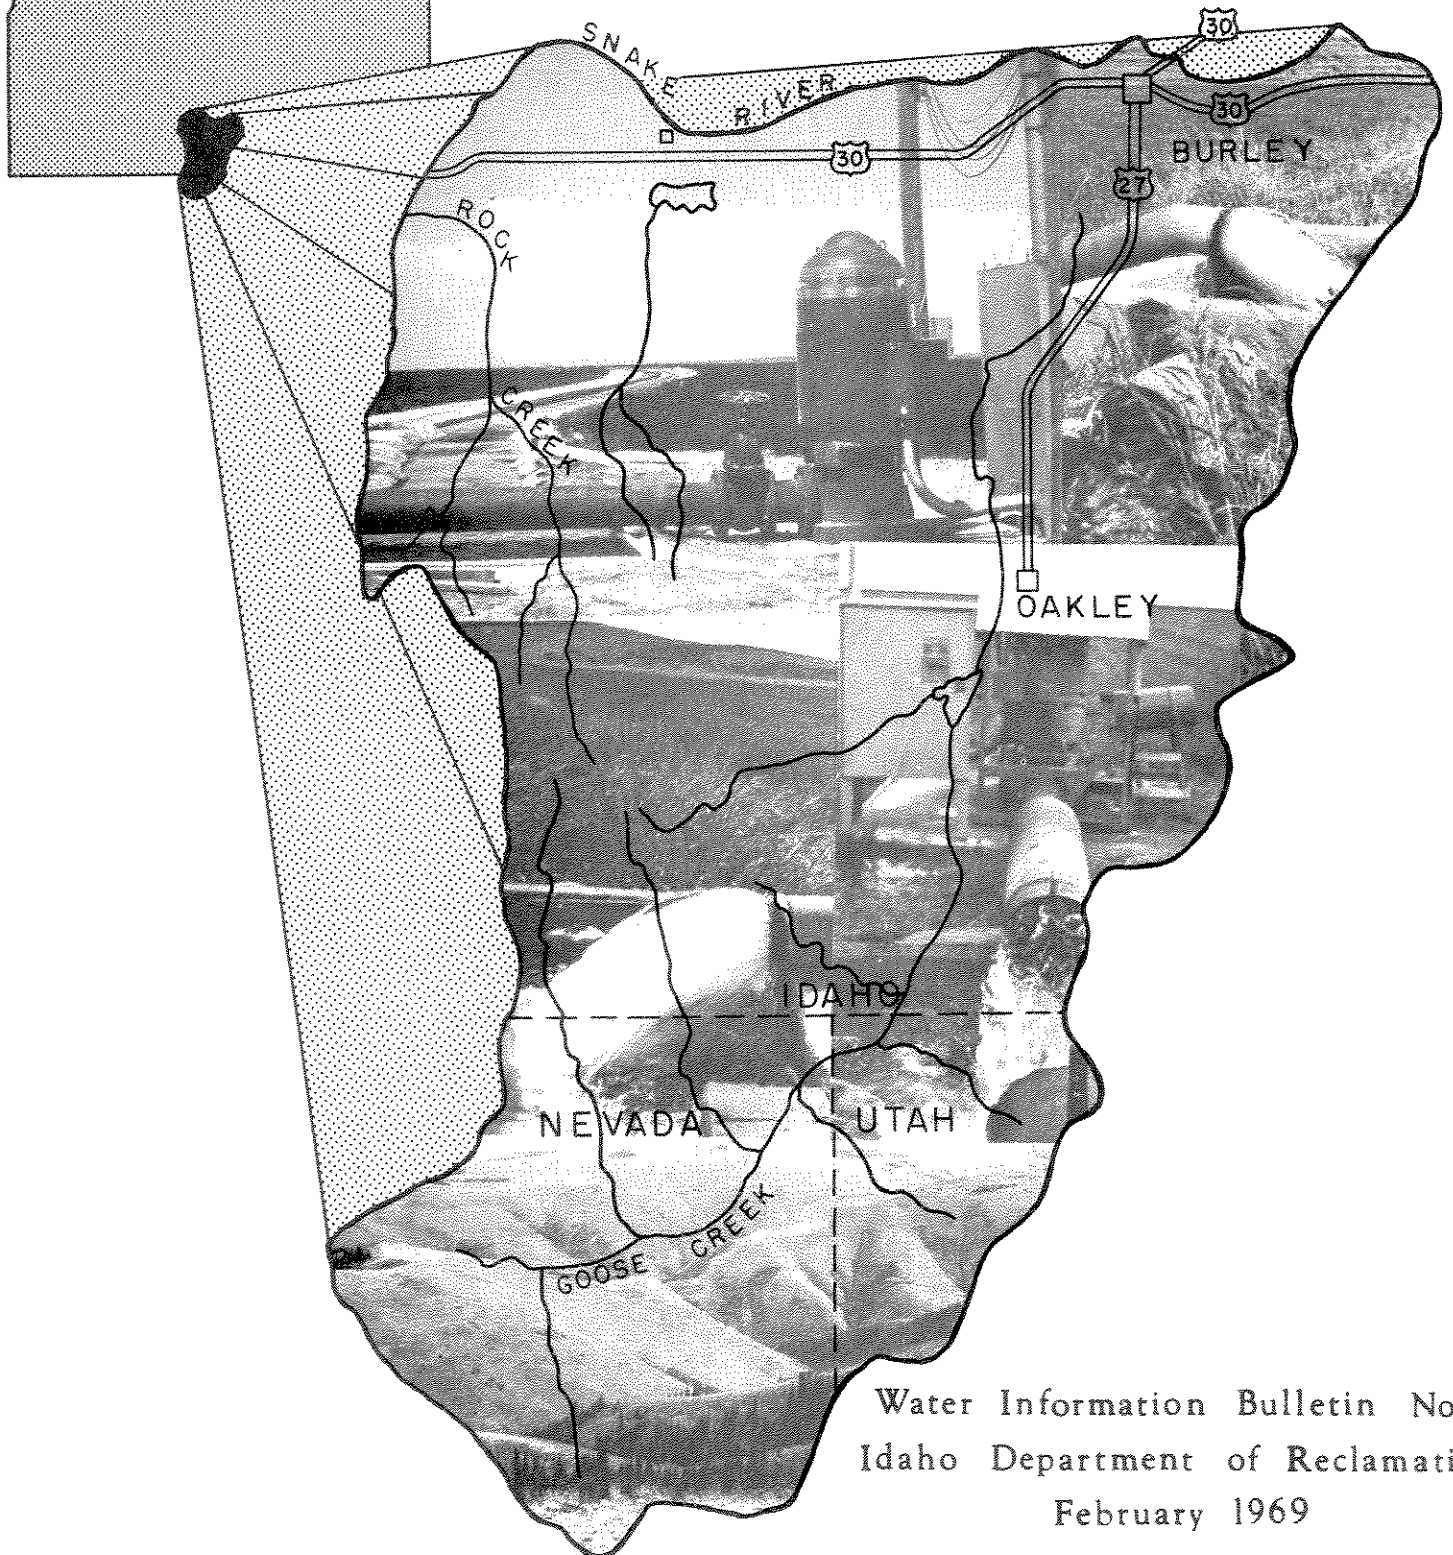 30
SNAKE RIVER
30
30
BURLEY
27
ROCK CREEK
OAKLEY
IDAHO
NEVADA
UTAH
GOOSE CREEK
Water Information Bulletin No
Idaho Department of Reclamati
February 1969